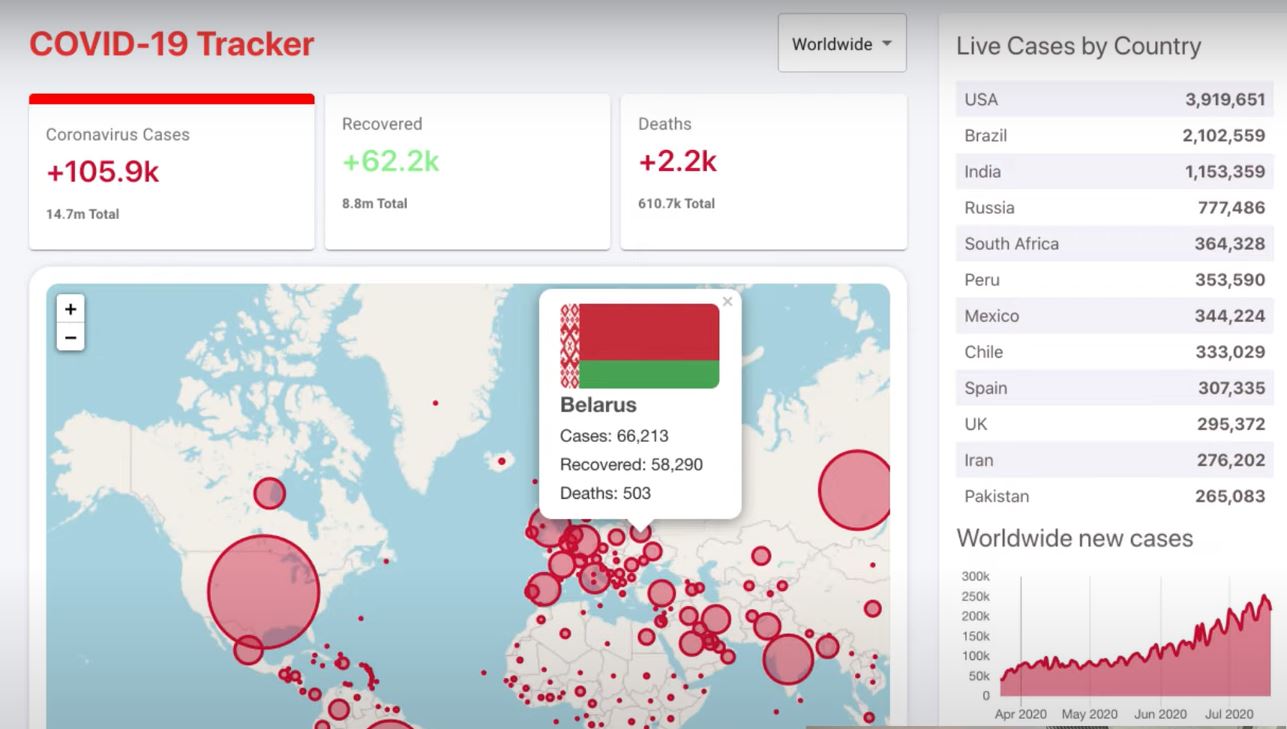 COVID-19 Tracker
Worldwide
Coronavirus Cases
+105.9k
14.7m Total
Recovered
+62.2k
8.8m Total
Deaths
+2.2k
610.7k Total
+
−
×
Belarus
Cases: 66,213
Recovered: 58,290
Deaths: 503
Live Cases by Country
USA 3,919,651
Brazil 2,102,559
India 1,153,359
Russia 777,486
South Africa 364,328
Peru 353,590
Mexico 344,224
Chile 333,029
Spain 307,335
UK 295,372
Iran 276,202
Pakistan 265,083
Worldwide new cases
300k
250k
200k
150k
100k
50k
0
Apr 2020 May 2020 Jun 2020 Jul 2020